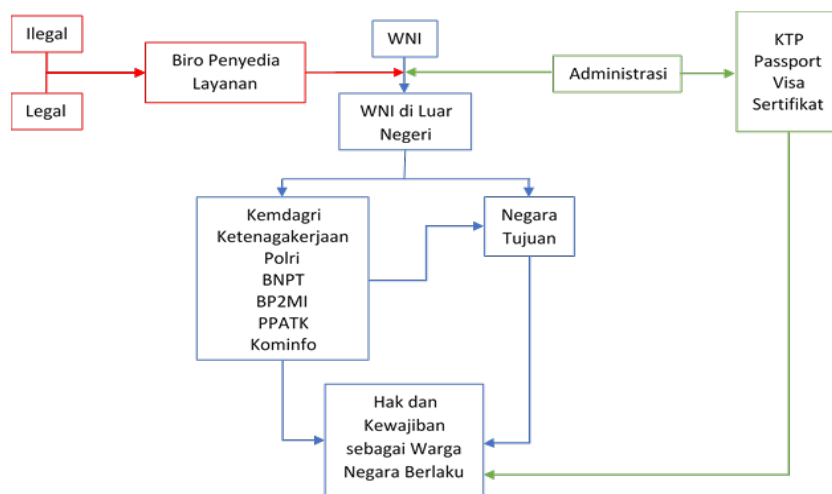 Ilegal
Legal
Biro Penyedia
Layanan
WNI
Administrasi
KTP
Passport
Visa
Sertifikat
WNI di Luar
Negeri
Kemdagri
Ketenagakerjaan
Polri
BNPT
BP2MI
PPATK
Kominfo
Negara
Tujuan
Hak dan
Kewajiban
sebagai Warga
Negara Berlaku